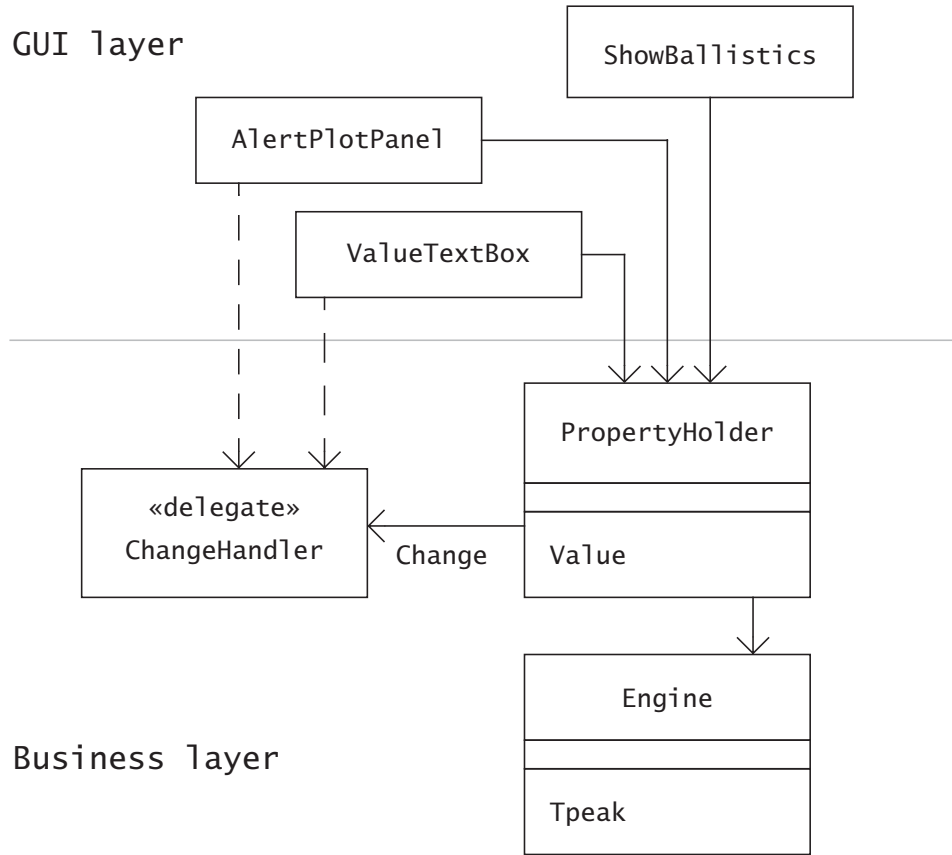 GUI layer
ShowBallistics
AlertPlotPanel
ValueTextBox
PropertyHolder
«delegate»
ChangeHandler
Change
Value
Engine
Business layer
Tpeak